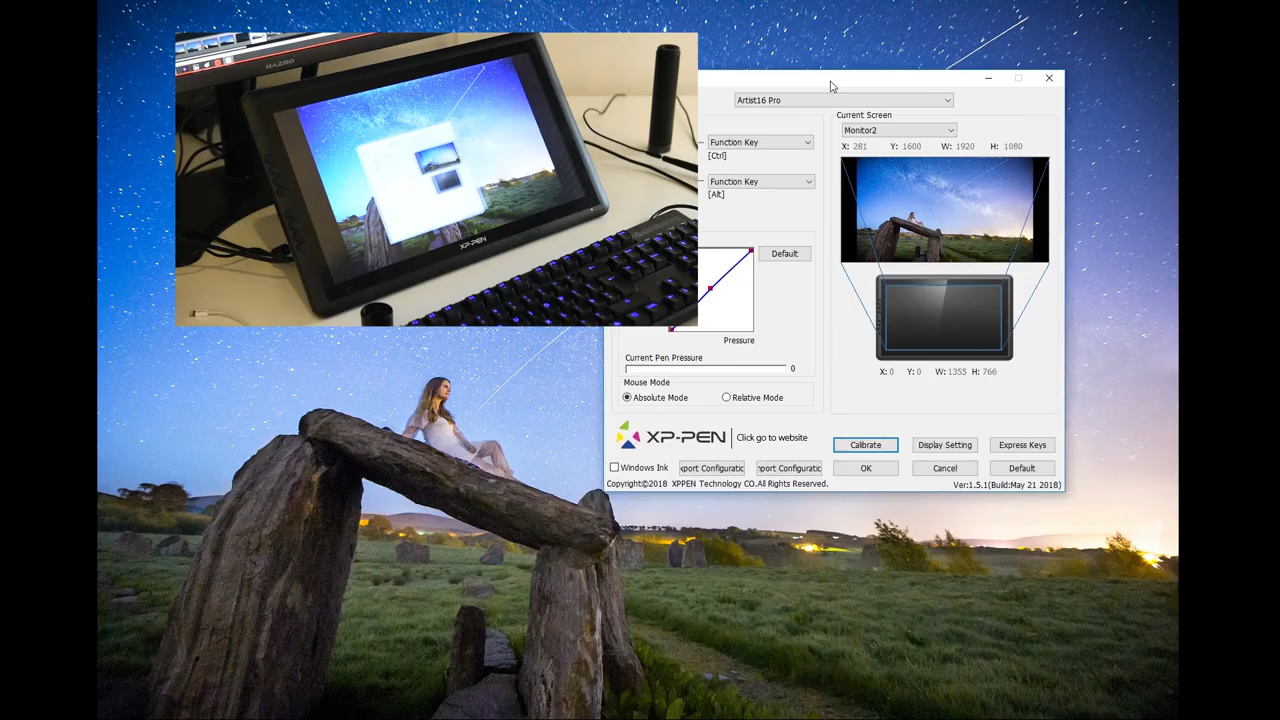 HAZRO
XP-PEN
Artist16 Pro
Function Key
[Ctrl]
Function Key
[Alt]
Default
Pressure
Current Pen Pressure
0
Mouse Mode
Absolute Mode
Relative Mode
Current Screen
Monitor2
X: 281 Y: 1600 W: 1920 H: 1080
X: 0 Y: 0 W: 1355 H: 766
XP-PEN
Click go to website
Calibrate
Display Setting
Express Keys
Windows Ink
xport Configuratic
nport Configuratic
OK
Cancel
Default
Copyright©2018 XPPEN Technology CO.All Rights Reserved.
Ver:1.5.1(Build:May 21 2018)